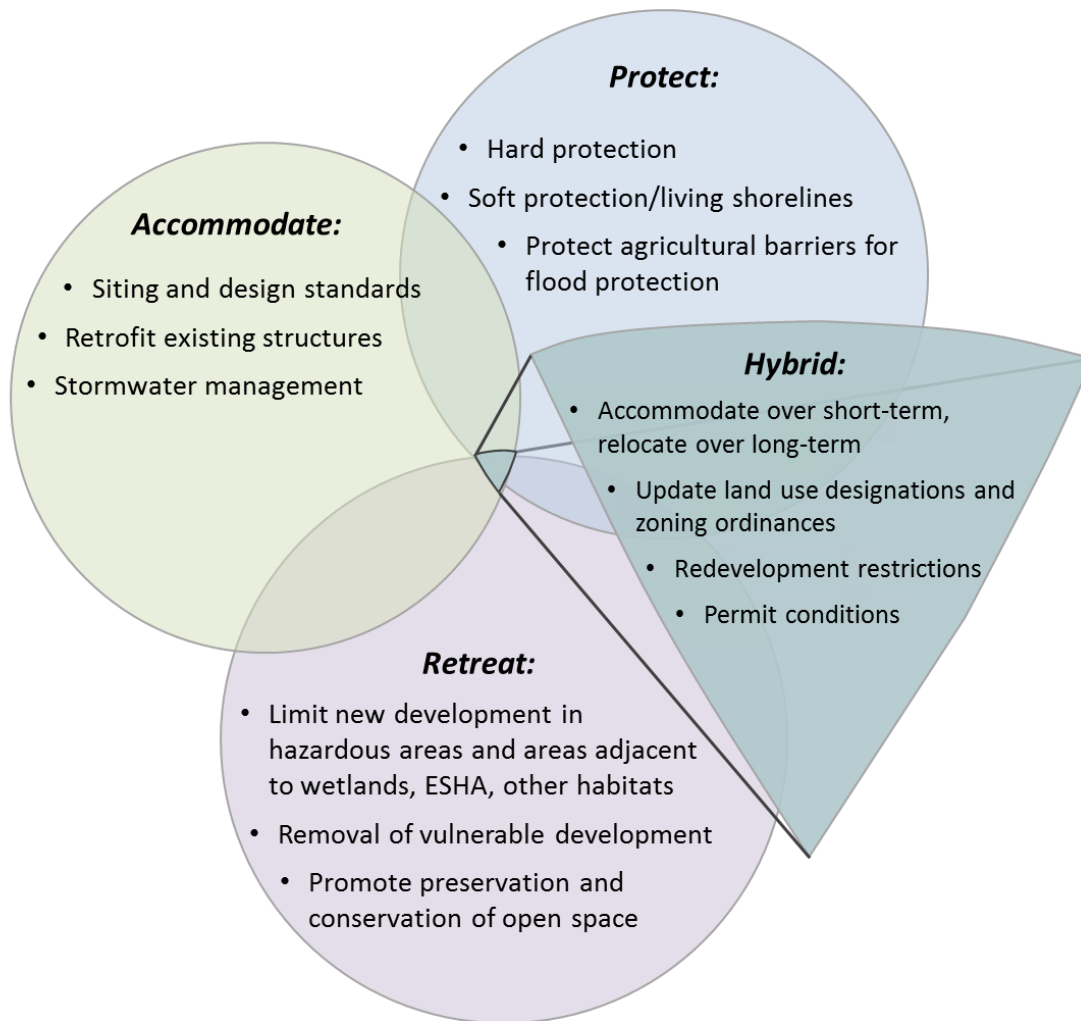 Protect:
• Hard protection
• Soft protection/living shorelines
• Protect agricultural barriers for
flood protection
Accommodate:
• Siting and design standards
• Retrofit existing structures
• Stormwater management
Hybrid:
• Accommodate over short-term,
relocate over long-term
• Update land use designations and
zoning ordinances
• Redevelopment restrictions
• Permit conditions
Retreat:
• Limit new development in
hazardous areas and areas adjacent
to wetlands, ESHA, other habitats
• Removal of vulnerable development
• Promote preservation and
conservation of open space